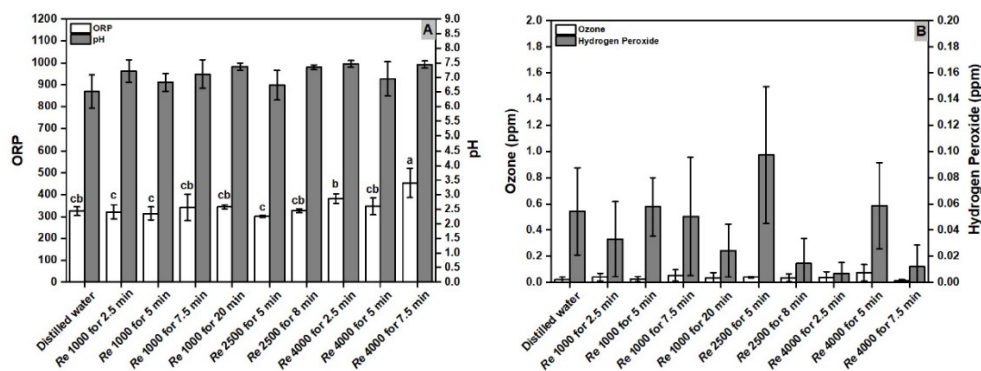 A
ORP
pH
1200
1100
1000
900
800
700
600
500
400
300
200
100
0
ORP
9.0
8.5
8.0
7.5
7.0
6.5
6.0
5.5
5.0
4.5
4.0
3.5
3.0
2.5
2.0
1.5
1.0
0.5
0.0
pH
cb
c
c
cb
cb
c
cb
b
cb
a
Distilled water
Re 1000 for 2.5 min
Re 1000 for 5 min
Re 1000 for 7.5 min
Re 1000 for 20 min
Re 2500 for 5 min
Re 2500 for 8 min
Re 4000 for 2.5 min
Re 4000 for 5 min
Re 4000 for 7.5 min
B
Ozone
Hydrogen Peroxide
2.0
1.8
1.6
1.4
1.2
1.0
0.8
0.6
0.4
0.2
0.0
Ozone (ppm)
0.20
0.18
0.16
0.14
0.12
0.10
0.08
0.06
0.04
0.02
0.00
Hydrogen Peroxide (ppm)
Distilled water
Re 1000 for 2.5 min
Re 1000 for 5 min
Re 1000 for 7.5 min
Re 1000 for 20 min
Re 2500 for 5 min
Re 2500 for 8 min
Re 4000 for 2.5 min
Re 4000 for 5 min
Re 4000 for 7.5 min